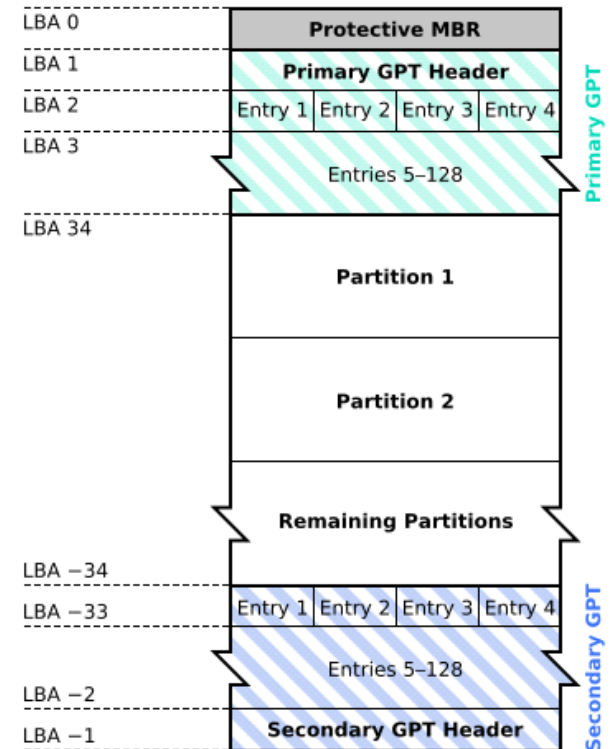 LBA 0
Protective MBR
LBA 1
Primary GPT Header
LBA 2
Entry 1 Entry 2 Entry 3 Entry 4
LBA 3
Entries 5–128
Primary GPT
LBA 34
Partition 1
Partition 2
Remaining Partitions
LBA −34
LBA −33
Entry 1 Entry 2 Entry 3 Entry 4
Entries 5–128
LBA −2
LBA −1
Secondary GPT Header
Secondary GPT